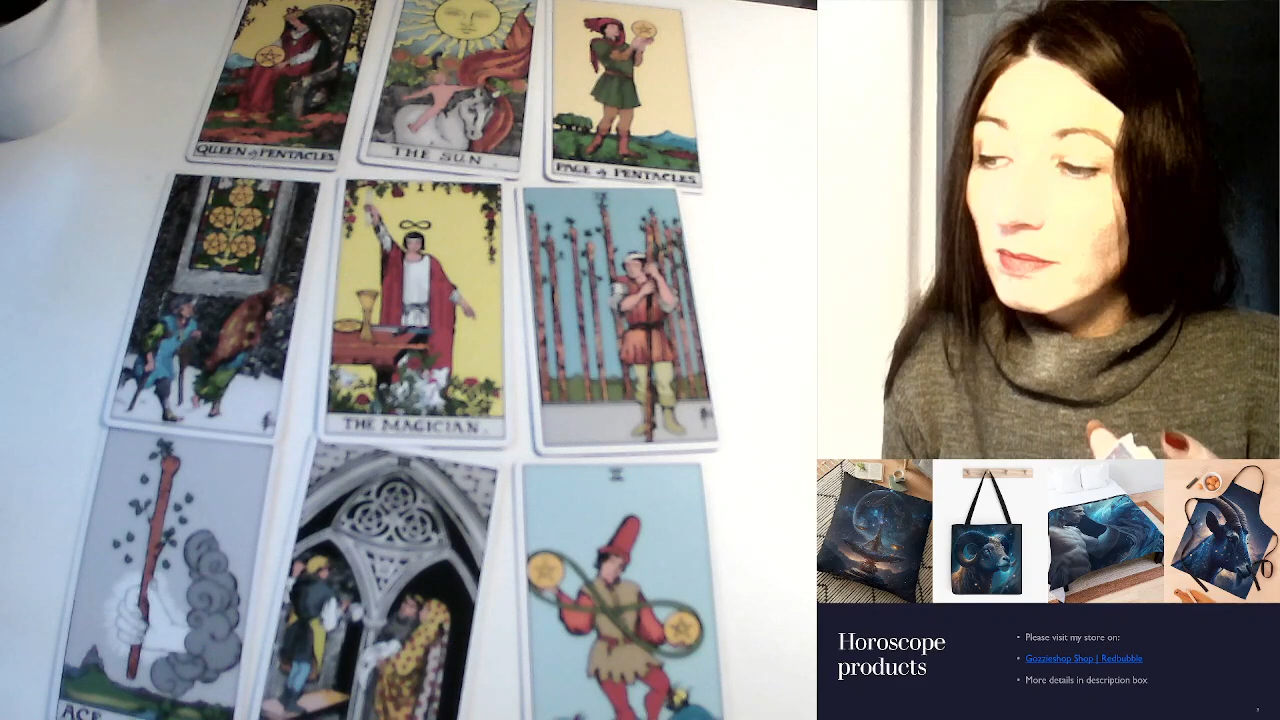 QUEEN of PENTACLES
THE SUN.
PAGE of PENTACLES
THE MAGICIAN.
ACE
Horoscope
products
• Please visit my store on:
• Gozzieshop Shop | Redbubble
• More details in description box